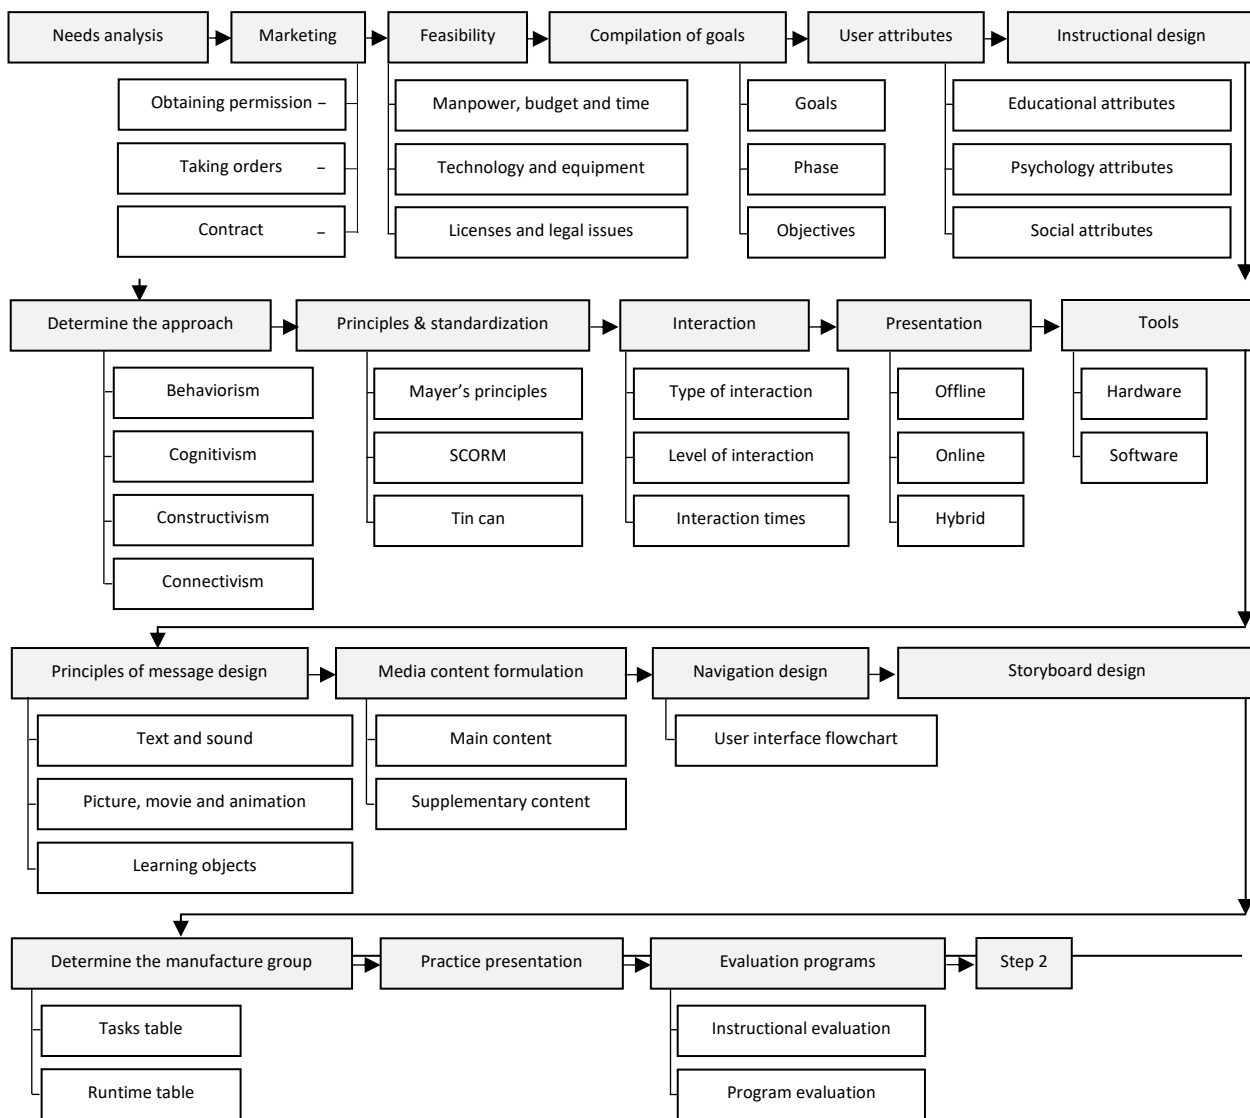 Needs analysis
Marketing
Feasibility
Compilation of goals
User attributes
Instructional design
Obtaining permission
Manpower, budget and time
Goals
Educational attributes
Taking orders
Technology and equipment
Phase
Psychology attributes
Contract
Licenses and legal issues
Objectives
Social attributes
Determine the approach
Principles & standardization
Interaction
Presentation
Tools
Behaviorism
Mayer’s principles
Type of interaction
Offline
Hardware
Cognitivism
SCORM
Level of interaction
Online
Software
Constructivism
Tin can
Interaction times
Hybrid
Connectivism
Principles of message design
Media content formulation
Navigation design
Storyboard design
Text and sound
Main content
User interface flowchart
Picture, movie and animation
Supplementary content
Learning objects
Determine the manufacture group
Practice presentation
Evaluation programs
Step 2
Tasks table
Instructional evaluation
Runtime table
Program evaluation